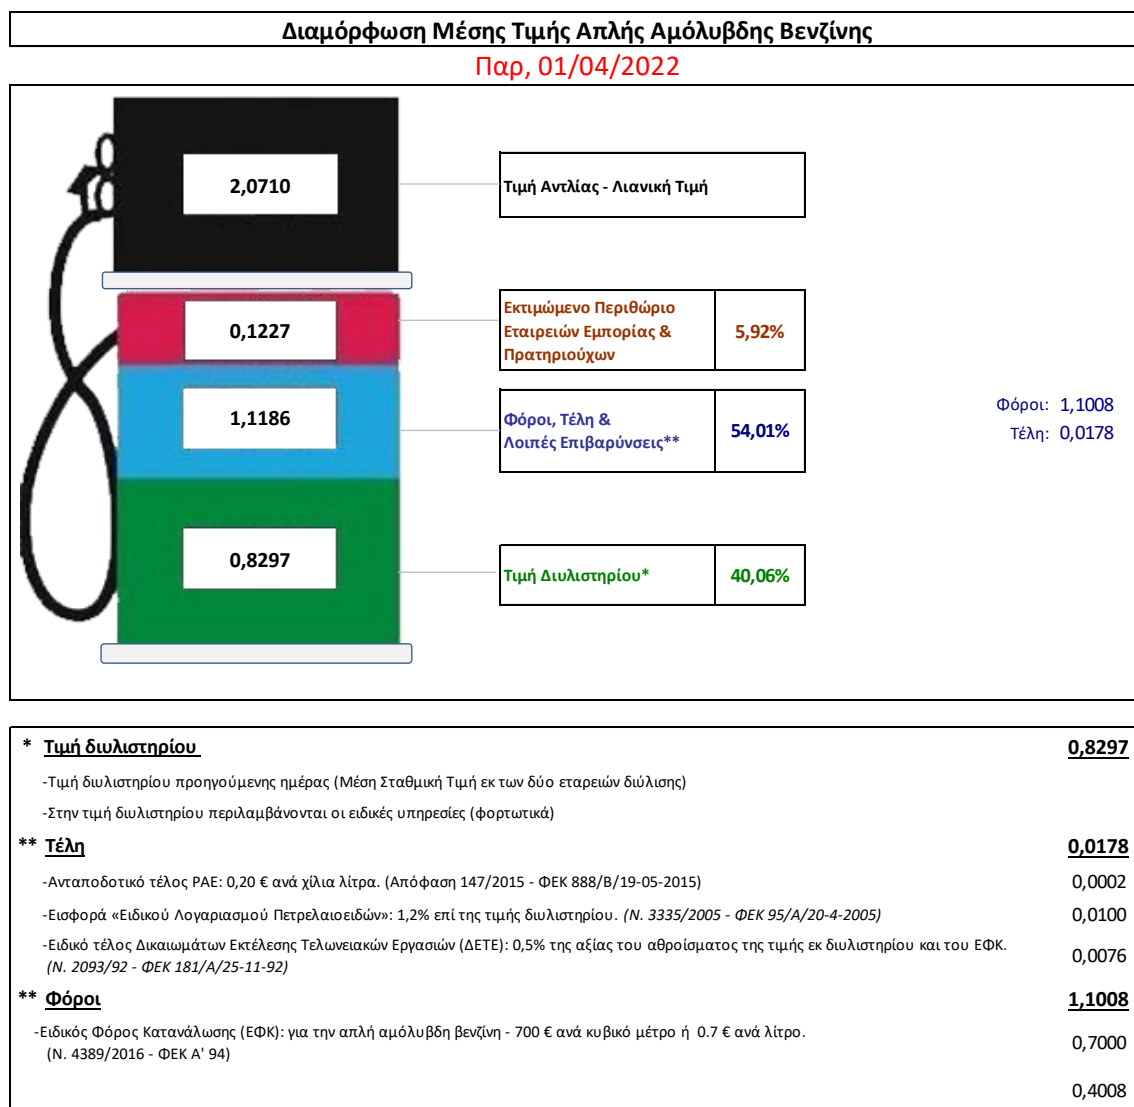 Διαμόρφωση Μέσης Τιμής Απλής Αμόλυβδης Βενζίνης
Παρ, 01/04/2022
2,0710
Τιμή Αντλίας - Λιανική Τιμή
0,1227
Εκτιμώμενο Περιθώριο
Εταιρειών Εμπορίας &
Πρατηριούχων
5,92%
1,1186
Φόροι, Τέλη &
Λοιπές Επιβαρύνσεις**
54,01%
Φόροι: 1,1008
Τέλη: 0,0178
0,8297
Τιμή Διυλιστηρίου*
40,06%
* Τιμή διυλιστηρίου 0,8297
-Τιμή διυλιστηρίου προηγούμενης ημέρας (Μέση Σταθμική Τιμή εκ των δύο εταρειών διύλισης)
-Στην τιμή διυλιστηρίου περιλαμβάνονται οι ειδικές υπηρεσίες (φορτωτικά)
** Τέλη 0,0178
-Ανταποδοτικό τέλος ΡΑΕ: 0,20 € ανά χίλια λίτρα. (Απόφαση 147/2015 - ΦΕΚ 888/Β/19-05-2015) 0,0002
-Εισφορά «Ειδικού Λογαριασμού Πετρελαιοειδών»: 1,2% επί της τιμής διυλιστηρίου. (Ν. 3335/2005 - ΦΕΚ 95/Α/20-4-2005) 0,0100
-Ειδικό τέλος Δικαιωμάτων Εκτέλεσης Τελωνειακών Εργασιών (ΔΕΤΕ): 0,5% της αξίας του αθροίσματος της τιμής εκ διυλιστηρίου και του ΕΦΚ.
(Ν. 2093/92 - ΦΕΚ 181/Α/25-11-92) 0,0076
** Φόροι 1,1008
-Ειδικός Φόρος Κατανάλωσης (ΕΦΚ): για την απλή αμόλυβδη βενζίνη - 700 € ανά κυβικό μέτρο ή 0.7 € ανά λίτρο.
(Ν. 4389/2016 - ΦΕΚ Α' 94) 0,7000
0,4008